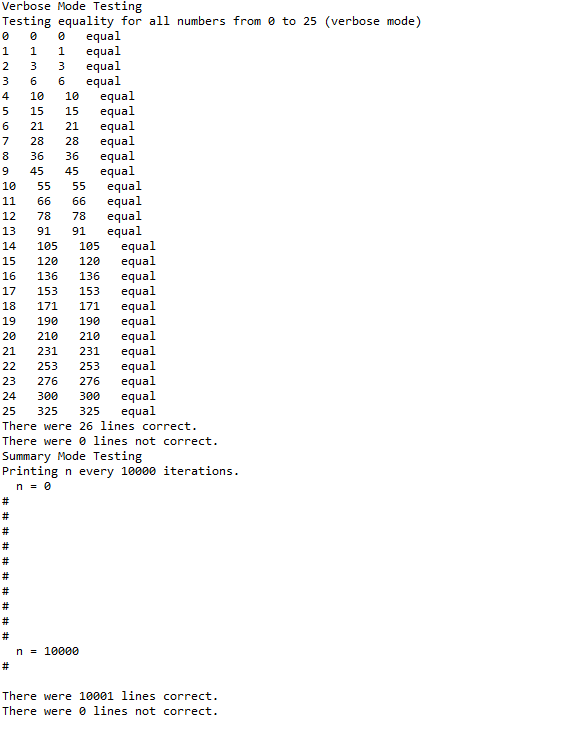 Verbose Mode Testing
Testing equality for all numbers from 0 to 25 (verbose mode)
0   0   0   equal
1   1   1   equal
2   3   3   equal
3   6   6   equal
4   10   10   equal
5   15   15   equal
6   21   21   equal
7   28   28   equal
8   36   36   equal
9   45   45   equal
10   55   55   equal
11   66   66   equal
12   78   78   equal
13   91   91   equal
14   105   105   equal
15   120   120   equal
16   136   136   equal
17   153   153   equal
18   171   171   equal
19   190   190   equal
20   210   210   equal
21   231   231   equal
22   253   253   equal
23   276   276   equal
24   300   300   equal
25   325   325   equal
There were 26 lines correct.
There were 0 lines not correct.
Summary Mode Testing
Printing n every 10000 iterations.
  n = 0
#
#
#
#
#
#
#
#
#
#
  n = 10000
#

There were 10001 lines correct.
There were 0 lines not correct.